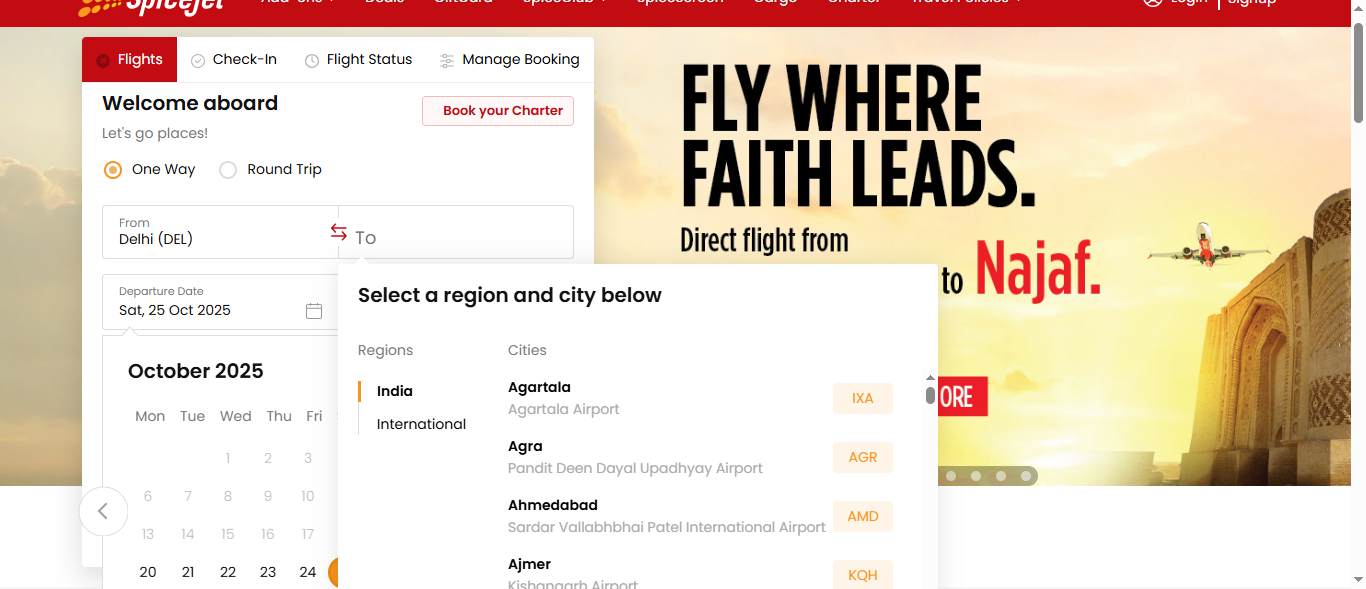 spicejet
Add-ons Deals GiftCard SpiceClub SpiceScreen Cargo Charter Travel Policies Login Signup
Flights Check-In Flight Status Manage Booking
Welcome aboard
Book your Charter
Let's go places!
One Way Round Trip
From
Delhi (DEL)
To
Departure Date
Sat, 25 Oct 2025
October 2025
Mon Tue Wed Thu Fri
1 2 3
6 7 8 9 10
13 14 15 16 17
20 21 22 23 24
Select a region and city below
Regions Cities
India
International
Agartala
Agartala Airport
IXA
Agra
Pandit Deen Dayal Upadhyay Airport
AGR
Ahmedabad
Sardar Vallabhbhai Patel International Airport
AMD
Ajmer
Kishangarh Airport
KQH
FLY WHERE
FAITH LEADS.
Direct flight from
to Najaf.
ORE